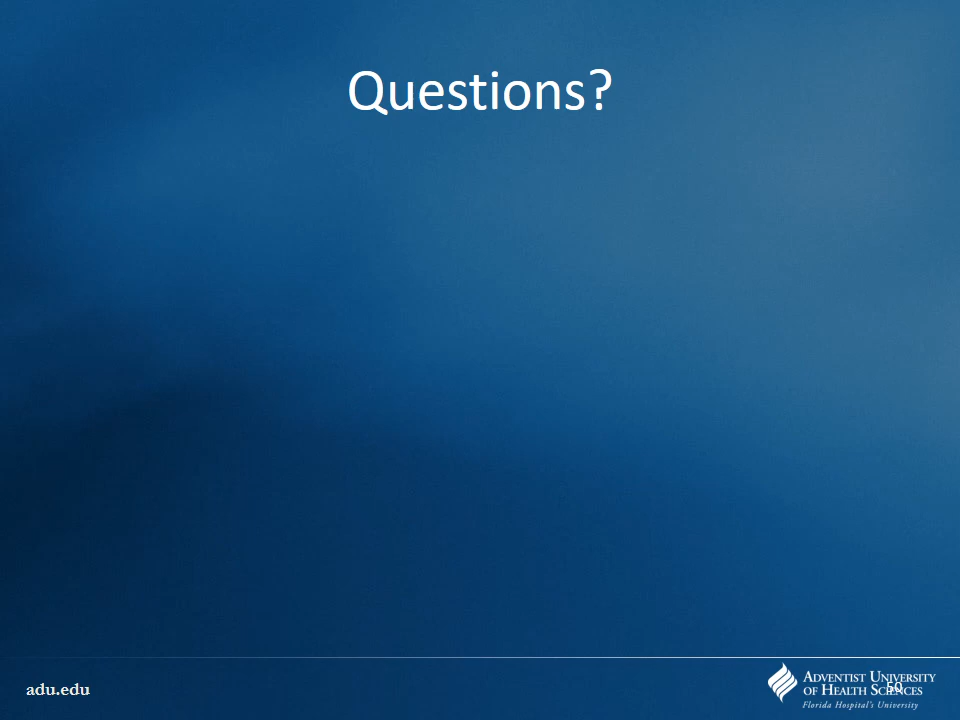 Questions?
adu.edu
ADVENTIST UNIVERSITY
OF HEALTH SCIENCES
50
Florida Hospital's University